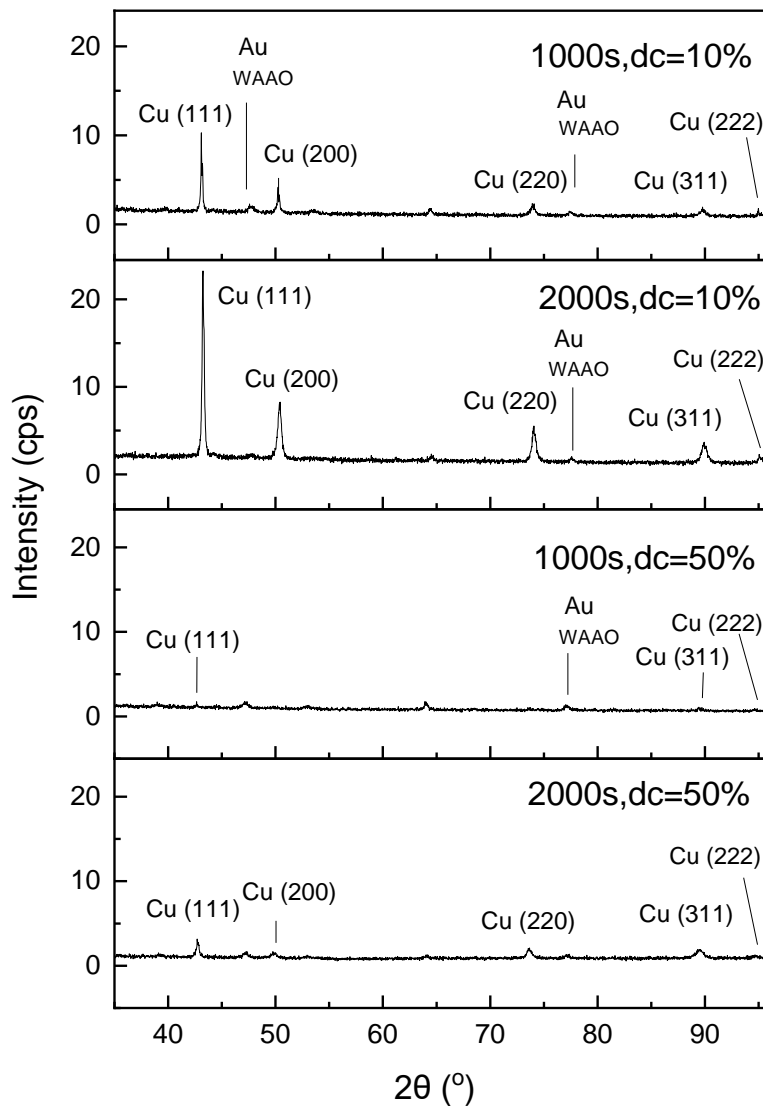 Intensity (cps)
20
10
0
1000s,dc=10%
Au
WAAO
Cu (111)
Cu (200)
Au
WAAO
Cu (220)
Cu (222)
Cu (311)
20
10
0
2000s,dc=10%
Cu (111)
Cu (200)
Au
WAAO
Cu (220)
Cu (222)
Cu (311)
20
10
0
1000s,dc=50%
Cu (111)
Au
WAAO
Cu (222)
Cu (311)
20
10
0
2000s,dc=50%
Cu (111)
Cu (200)
Cu (220)
Cu (222)
Cu (311)
40 50 60 70 80 90
2θ (º)